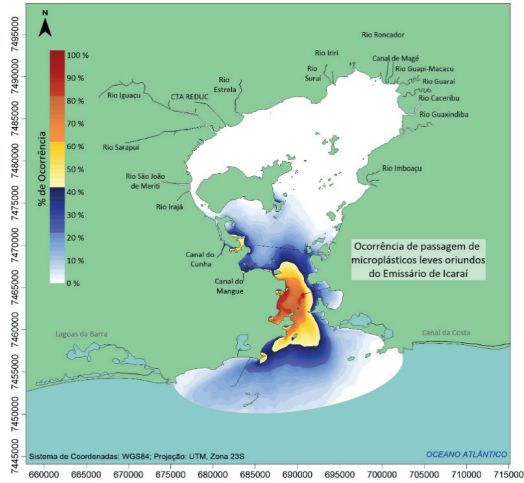 N
100 %
90 %
80 %
70 %
60 %
50 %
40 %
30 %
20 %
10 %
0 %
% de Ocorrência
Rio Roncador
Rio Iriri
Canal de Magé
Rio Suruí
Rio Guapi-Macacu
Rio Guaraí
Rio Estrela
Rio Caceribu
Rio Iguaçu
CTA REDUC
Rio Guaxindiba
Rio Sarapuí
Rio Imboaçu
Rio São João
de Meriti
Rio Irajá
Canal do
Cunha
Canal do
Mangue
Ocorrência de passagem de
microplásticos leves oriundos
do Emissário de Icaraí
Lagoas da Barra
Canal da Costa
Sistema de Coordenadas: WGS84; Projeção: UTM, Zona 23S
OCEANO ATLÂNTICO
7495000
7490000
7485000
7480000
7475000
7470000
7465000
7460000
7455000
7450000
7445000
660000 665000 670000 675000 680000 685000 690000 695000 700000 705000 710000 715000